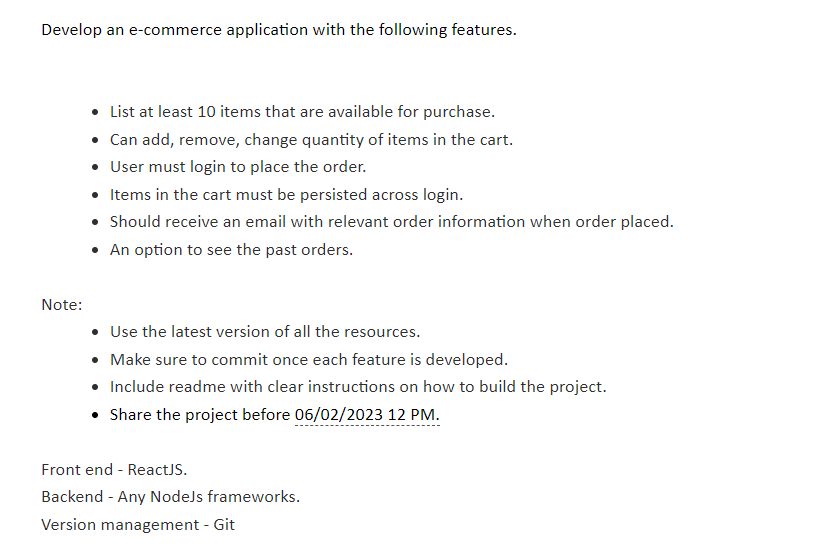 Develop an e-commerce application with the following features.
• List at least 10 items that are available for purchase.
• Can add, remove, change quantity of items in the cart.
• User must login to place the order.
• Items in the cart must be persisted across login.
• Should receive an email with relevant order information when order placed.
• An option to see the past orders.
Note:
• Use the latest version of all the resources.
• Make sure to commit once each feature is developed.
• Include readme with clear instructions on how to build the project.
• Share the project before 06/02/2023 12 PM.
Front end - ReactJS.
Backend - Any NodeJs frameworks.
Version management - Git